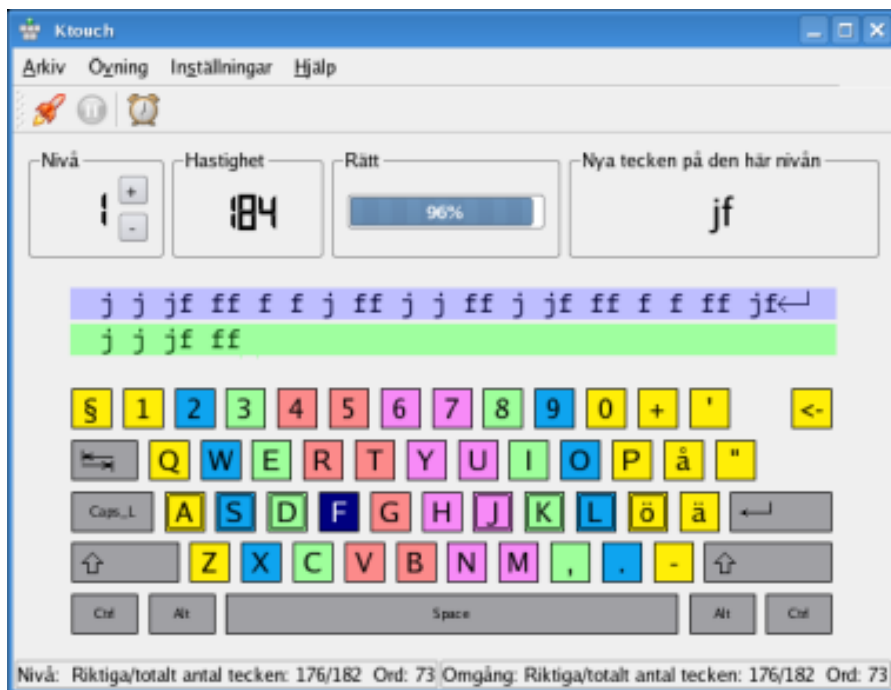 Ktouch
Arkiv Övning Inställningar Hjälp
Nivå Hastighet Rätt Nya tecken på den här nivån
1 + - 184 96% jf
j j jf ff f f j ff j j ff j jf ff f f ff jf
j j jf ff
§ 1 2 3 4 5 6 7 8 9 0 + ' <-
Q W E R T Y U I O P å "
Caps_L A S D F G H J K L ö ä
Z X C V B N M , . -
Ctrl Alt Space Alt Ctrl
Nivå: Riktiga/totalt antal tecken: 176/182 Ord: 73 Omgång: Riktiga/totalt antal tecken: 176/182 Ord: 73